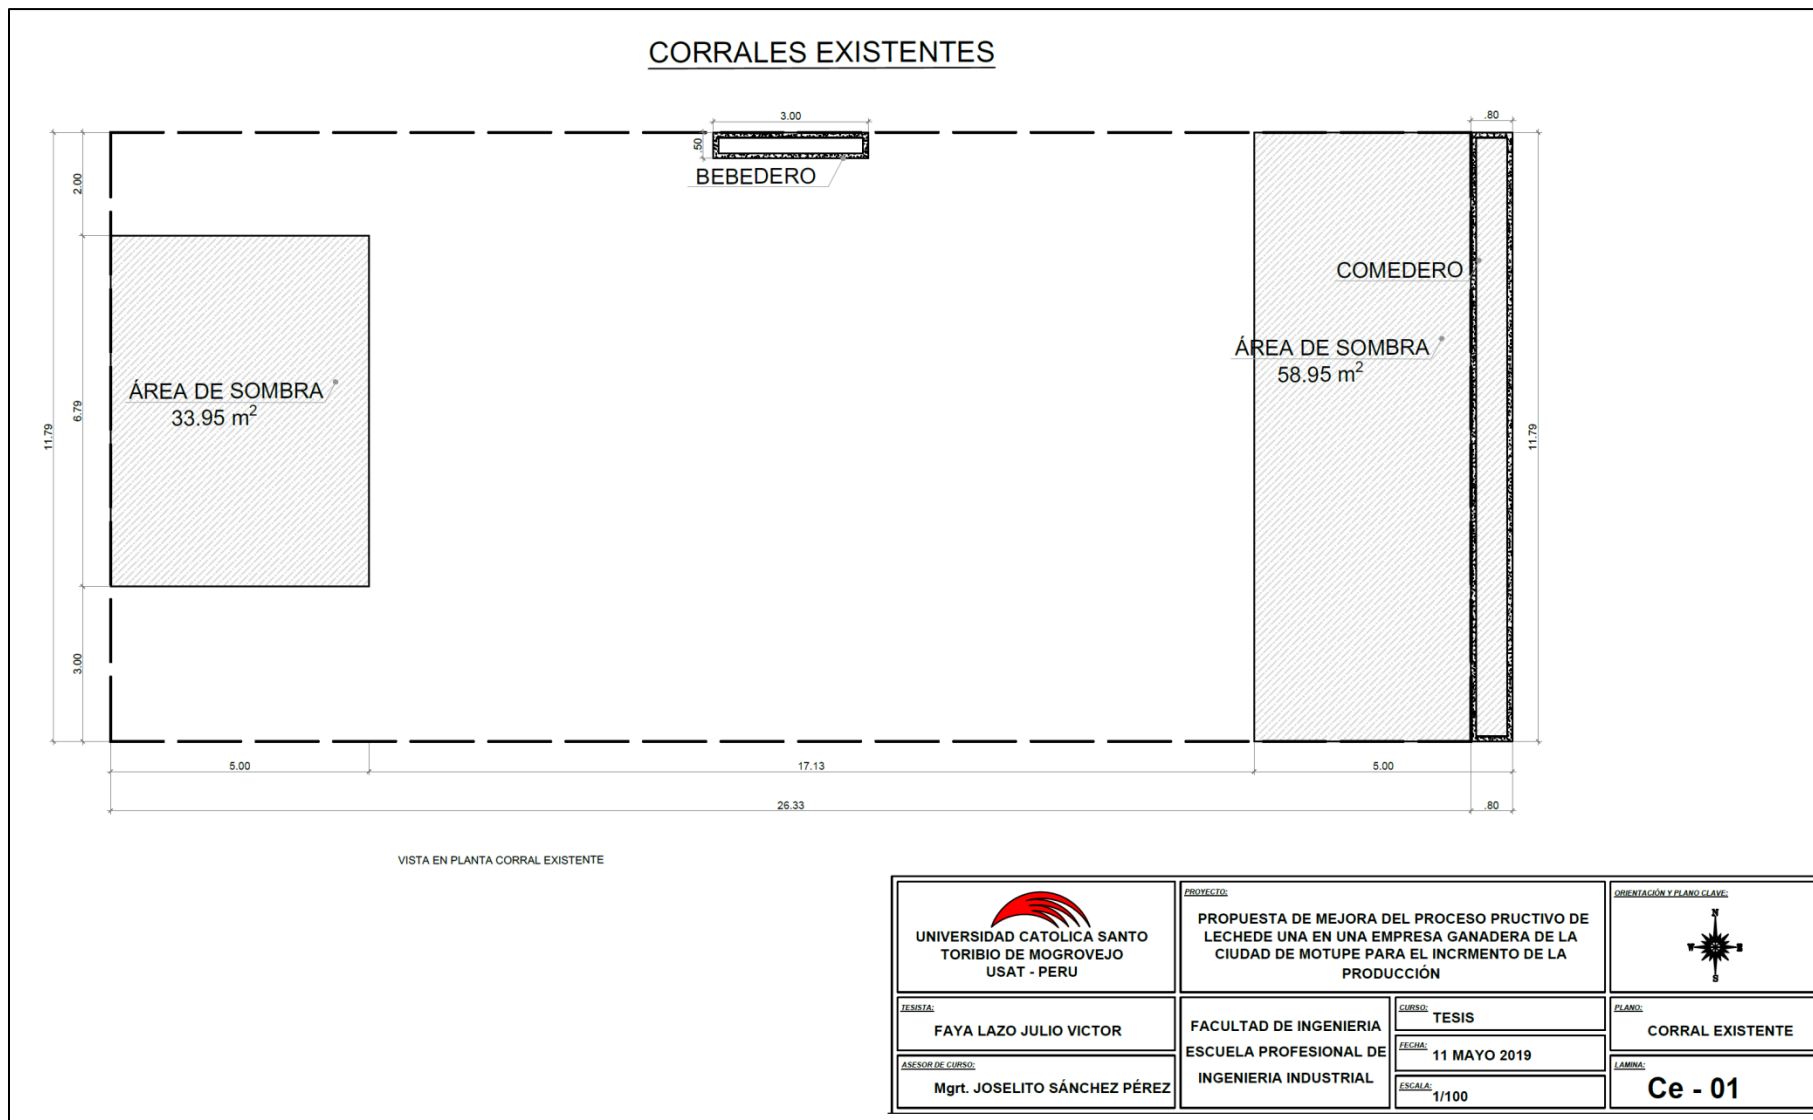 CORRALES EXISTENTES
3.00
.80
.50
BEBEDERO
2.00
COMEDERO
ÁREA DE SOMBRA
58.95 m²
ÁREA DE SOMBRA
33.95 m²
6.79
11.79
11.79
3.00
5.00
17.13
5.00
26.33
.80
VISTA EN PLANTA CORRAL EXISTENTE
UNIVERSIDAD CATOLICA SANTO
TORIBIO DE MOGROVEJO
USAT - PERU
PROYECTO:
PROPUESTA DE MEJORA DEL PROCESO PRUCTIVO DE
LECHEDE UNA EN UNA EMPRESA GANADERA DE LA
CIUDAD DE MOTUPE PARA EL INCRMENTO DE LA
PRODUCCIÓN
ORIENTACIÓN Y PLANO CLAVE:
N
W E
S
TESISTA:
FAYA LAZO JULIO VICTOR
ASESOR DE CURSO:
Mgrt. JOSELITO SÁNCHEZ PÉREZ
FACULTAD DE INGENIERIA
ESCUELA PROFESIONAL DE
INGENIERIA INDUSTRIAL
CURSO: TESIS
FECHA: 11 MAYO 2019
ESCALA: 1/100
PLANO:
CORRAL EXISTENTE
LAMINA:
Ce - 01